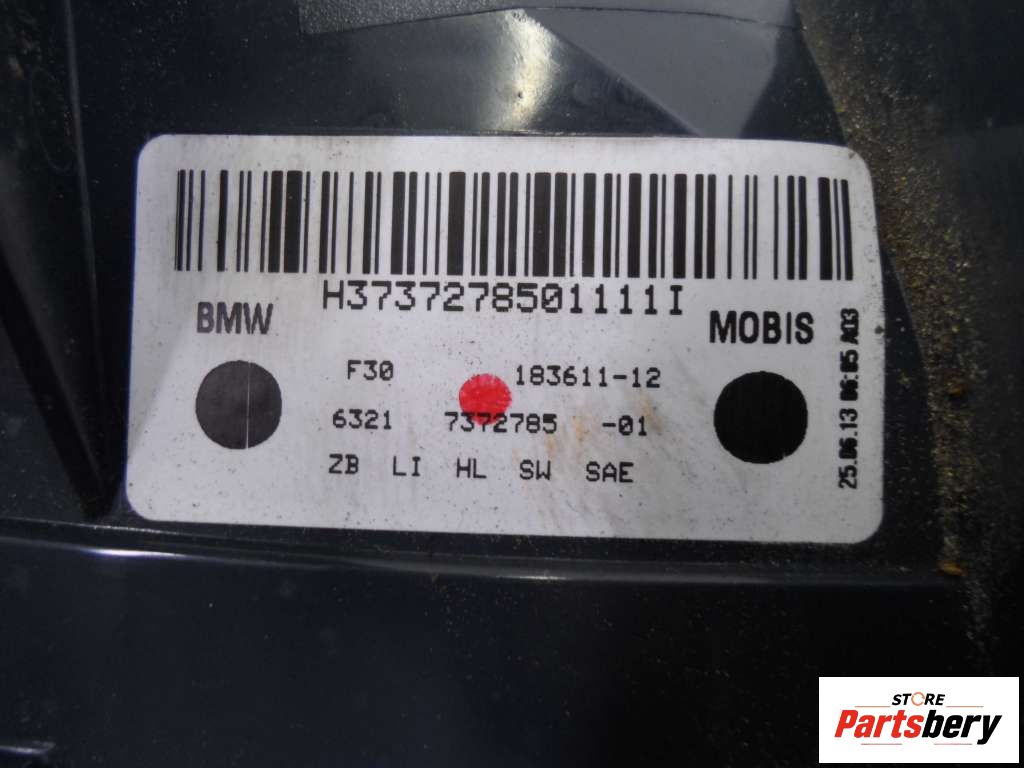 H37372785011111I
BMW
MOBIS
F30 183611-12
6321 7372785 -01
ZB LI HL SW SAE
25.06.13 06:05 A03
STORE
Partsbery